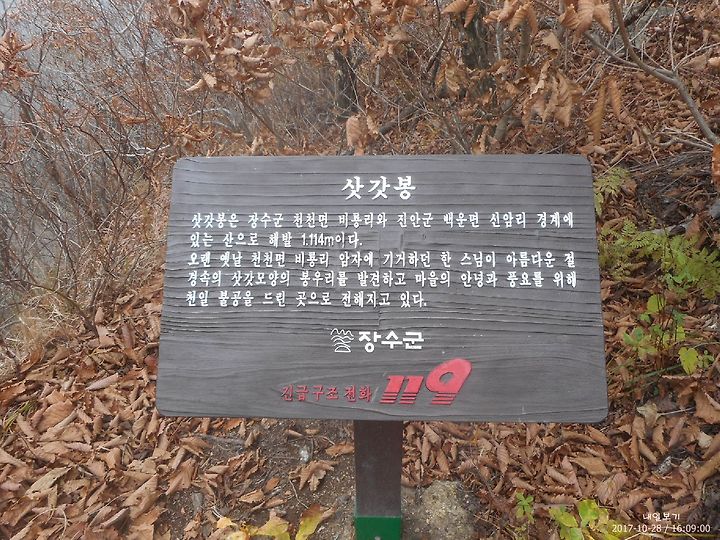 삿갓봉
삿갓봉은 장수군 천천면 비룡리와 진안군 백운면 신암리 경계에
있는 산으로 해발 1.114m이다.
오랜 옛날 천천면 비룡리 암자에 기거하던 한 스님이 아름다운 절
경속의 삿갓모양의 봉우리를 발견하고 마을의 안녕과 풍요를 위해
천일 불공을 드린 곳으로 전해지고 있다.
장수군
긴급구조 전화 119
내일보기
2017-10-28 / 16:09:00